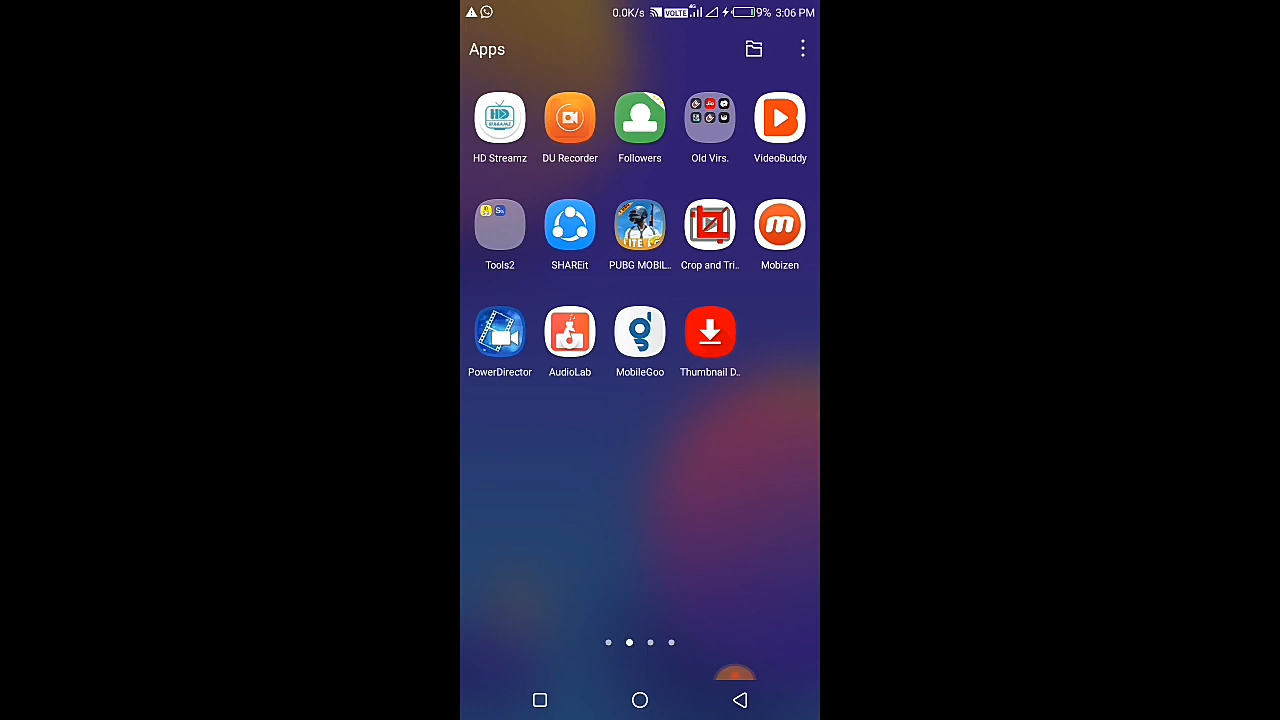 0.0K/s VOLTE 4G 9% 3:06 PM
Apps
HD Streamz DU Recorder Followers Old Virs. VideoBuddy
Tools2 SHAREit PUBG MOBIL.. Crop and Tri.. Mobizen
PowerDirector AudioLab MobileGoo Thumbnail D..